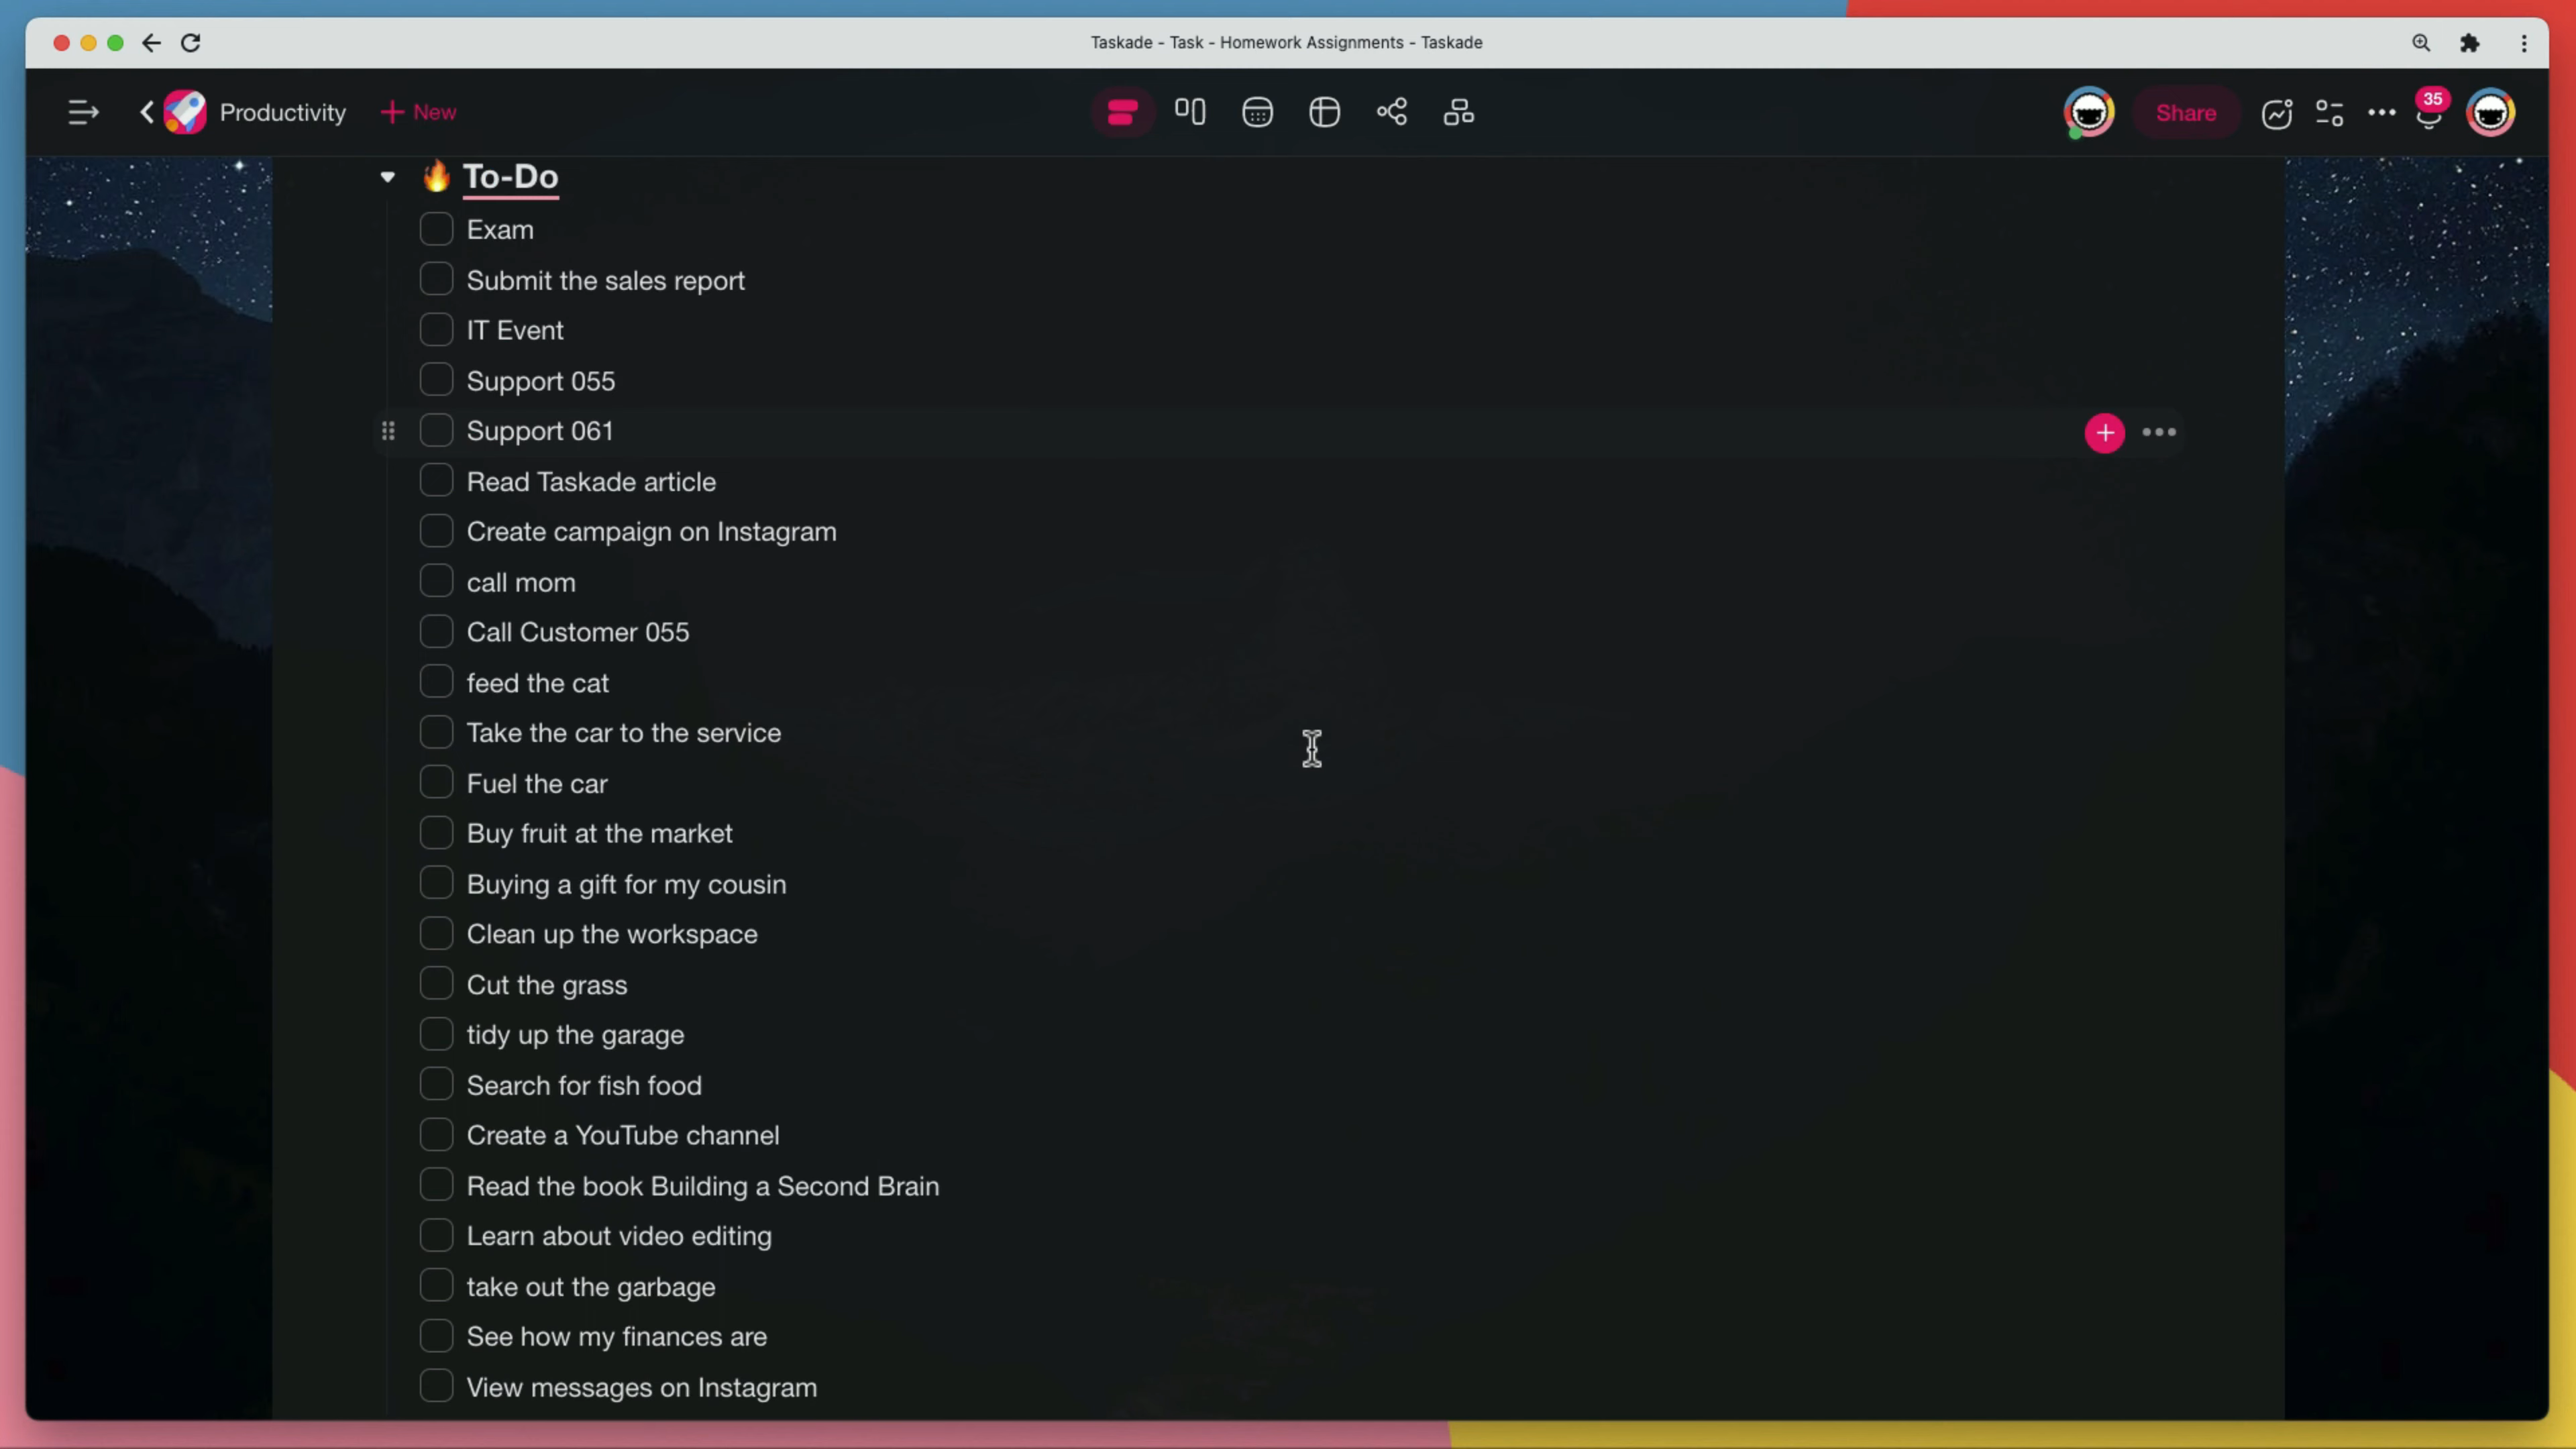 Taskade - Task - Homework Assignments - Taskade
Productivity
New
Share
35
To-Do
Exam
Submit the sales report
IT Event
Support 055
Support 061
Read Taskade article
Create campaign on Instagram
call mom
Call Customer 055
feed the cat
Take the car to the service
Fuel the car
Buy fruit at the market
Buying a gift for my cousin
Clean up the workspace
Cut the grass
tidy up the garage
Search for fish food
Create a YouTube channel
Read the book Building a Second Brain
Learn about video editing
take out the garbage
See how my finances are
View messages on Instagram